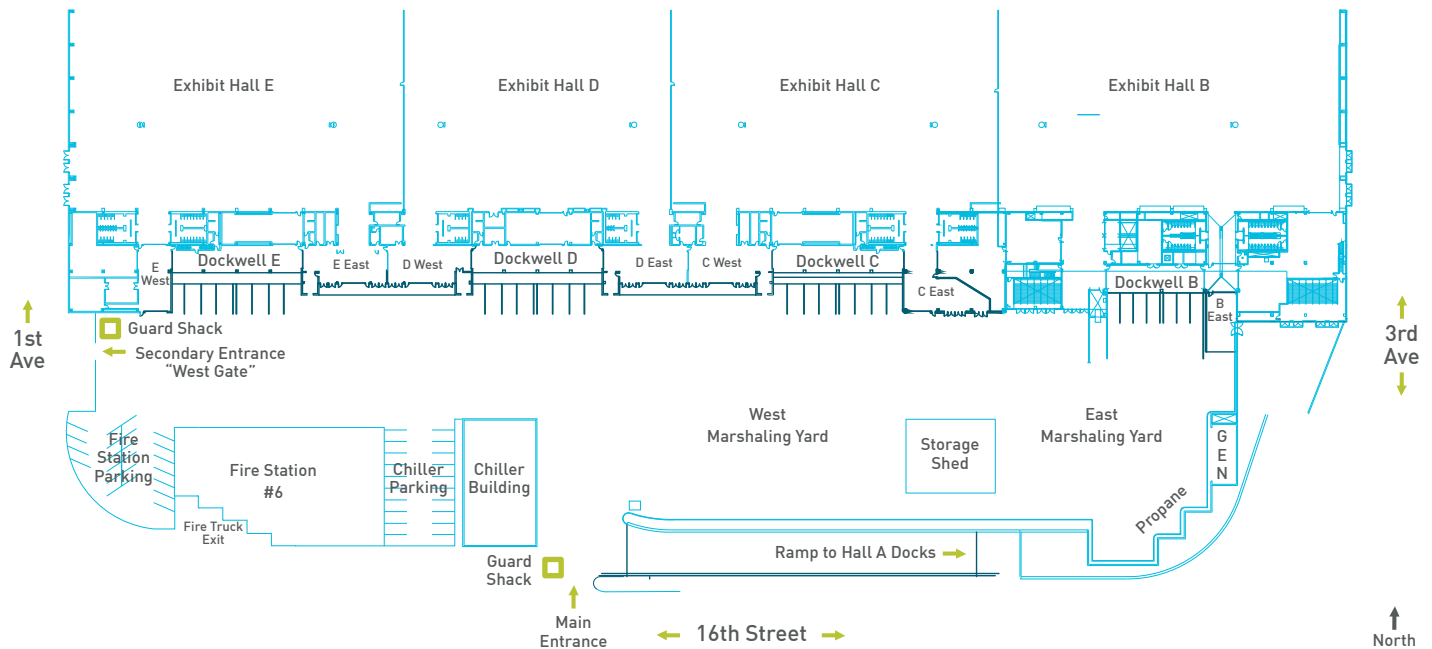 Exhibit Hall E
Exhibit Hall D
Exhibit Hall C
Exhibit Hall B
E
West
Dockwell E
E East
D West
Dockwell D
D East
C West
Dockwell C
C East
Dockwell B
B
East
1st
Ave
Guard Shack
Secondary Entrance
“West Gate”
3rd
Ave
Fire
Station
Parking
Fire Station
#6
Fire Truck
Exit
Chiller
Parking
Chiller
Building
West
Marshaling Yard
Storage
Shed
East
Marshaling Yard
G
E
N
Propane
Ramp to Hall A Docks
Guard
Shack
Main
Entrance
16th Street
North